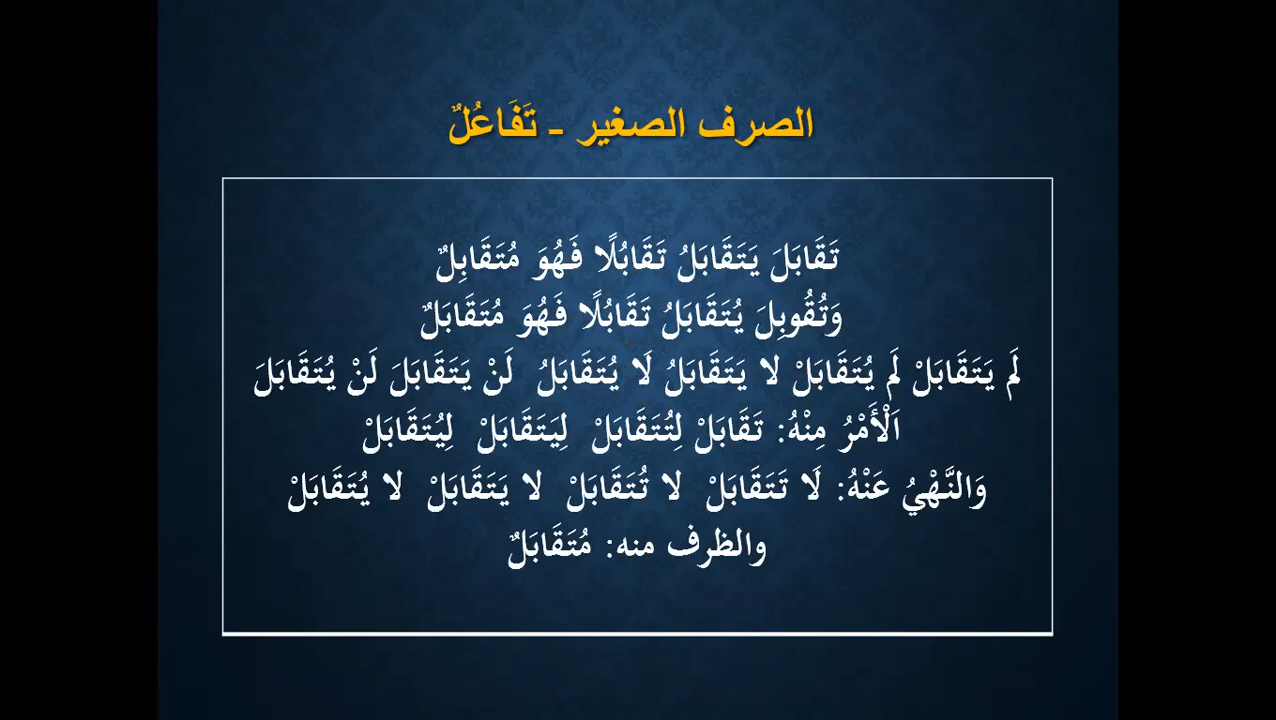 الصرف الصغير - تَفَاعُلٌ
تَقَابَلَ يَتَقَابَلُ تَقَابُلًا فَهُوَ مُتَقَابِلٌ
وَتُقُوبِلَ يُتَقَابَلُ تَقَابُلًا فَهُوَ مُتَقَابَلٌ
لَم يَتَقَابَلْ لَم يُتَقَابَلْ لا يَتَقَابَلُ لَا يُتَقَابَلُ لَنْ يَتَقَابَلَ لَنْ يُتَقَابَلَ
اَلْأَمْرُ مِنْهُ: تَقَابَلْ لِتُتَقَابَلْ لِيَتَقَابَلْ لِيُتَقَابَلْ
وَالنَّهْيُ عَنْهُ: لَا تَتَقَابَلْ لا تُتَقَابَلْ لا يَتَقَابَلْ لا يُتَقَابَلْ
والظرف منه: مُتَقَابَلٌ